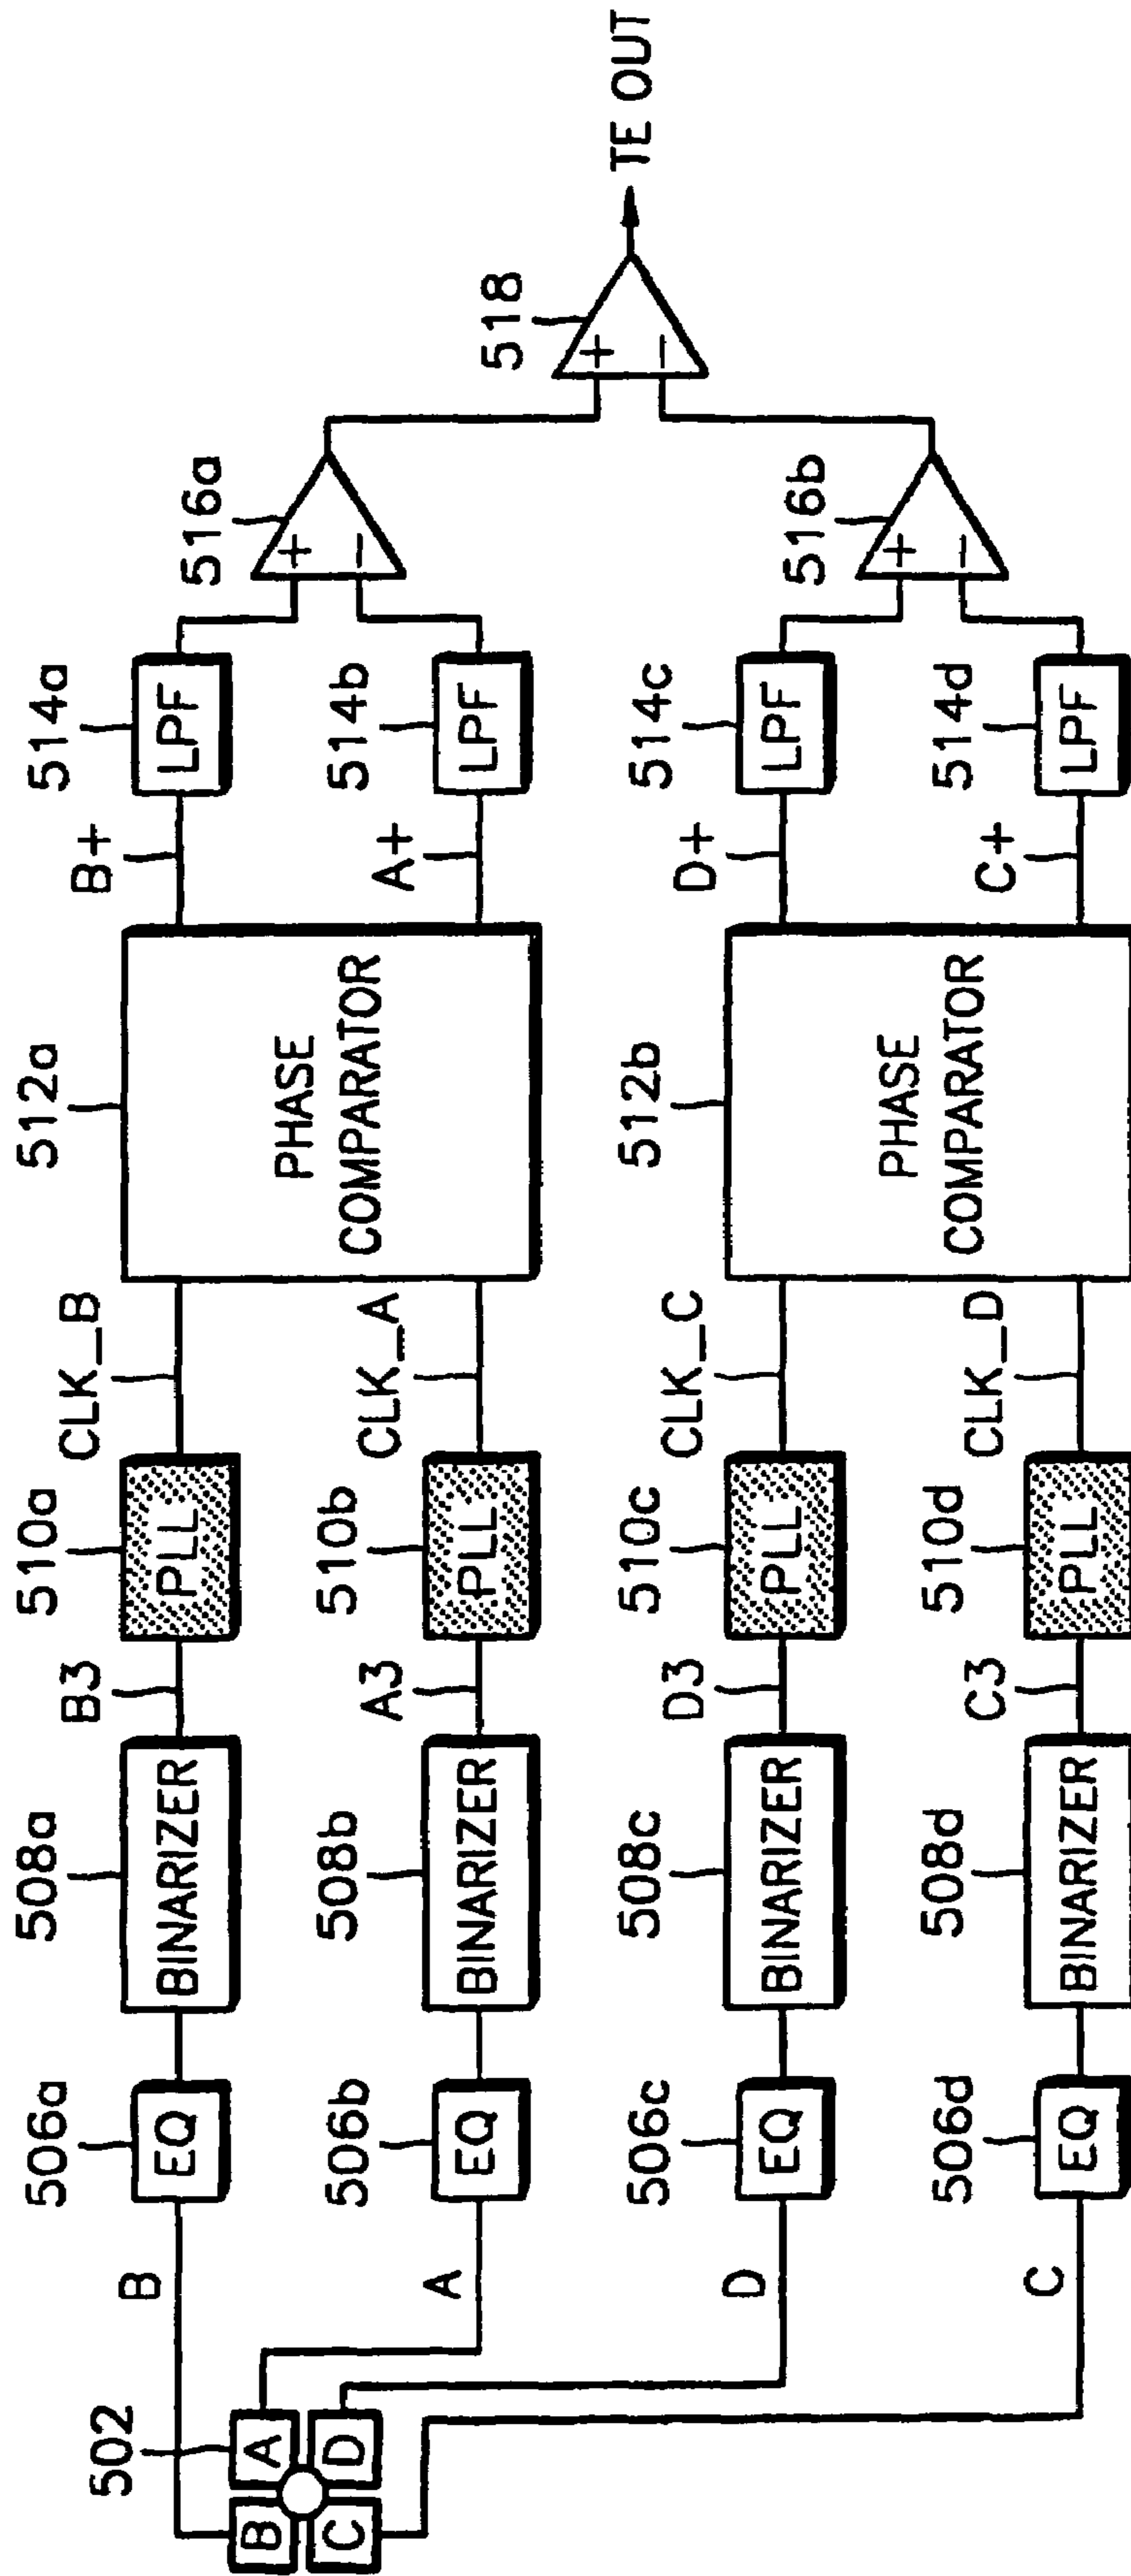 502
B
A
C
D
B
506a
EQ
508a
BINARIZER
B3
510a
PLL
CLK_B
A
506b
EQ
508b
BINARIZER
A3
510b
PLL
CLK_A
512a
PHASE
COMPARATOR
B+
514a
LPF
A+
514b
LPF
516a
+
−
D
506c
EQ
508c
BINARIZER
D3
510c
PLL
CLK_C
C
506d
EQ
508d
BINARIZER
C3
510d
PLL
CLK_D
512b
PHASE
COMPARATOR
D+
514c
LPF
C+
514d
LPF
516b
+
−
518
+
−
TE OUT